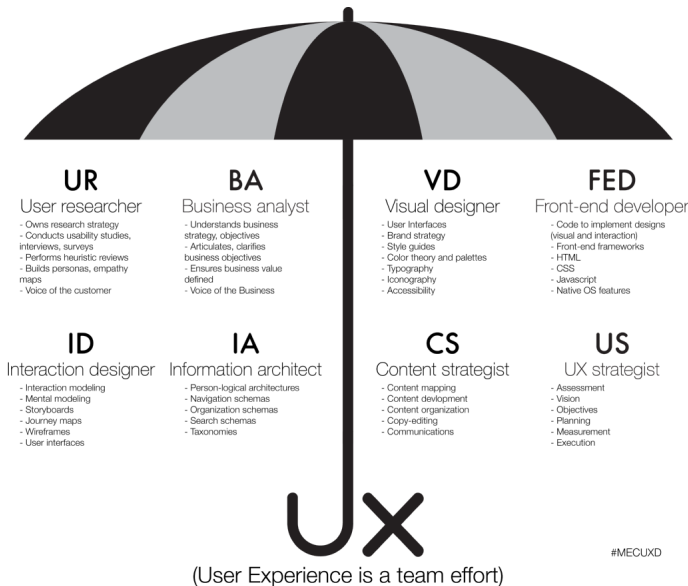 UR
User researcher
- Owns research strategy
- Conducts usability studies,
interviews, surveys
- Performs heuristic reviews
- Builds personas, empathy
maps
- Voice of the customer
BA
Business analyst
- Understands business
strategy, objectives
- Articulates, clarifies
business objectives
- Ensures business value
defined
- Voice of the Business
VD
Visual designer
- User Interfaces
- Brand strategy
- Style guides
- Color theory and palettes
- Typography
- Iconography
- Accessibility
FED
Front-end developer
- Code to implement designs
(visual and interaction)
- Front-end frameworks
- HTML
- CSS
- Javascript
- Native OS features
ID
Interaction designer
- Interaction modeling
- Mental modeling
- Storyboards
- Journey maps
- Wireframes
- User interfaces
IA
Information architect
- Person-logical architectures
- Navigation schemas
- Organization schemas
- Search schemas
- Taxonomies
CS
Content strategist
- Content mapping
- Content devlopment
- Content organization
- Copy-editing
- Communications
US
UX strategist
- Assessment
- Vision
- Objectives
- Planning
- Measurement
- Execution
UX
#MECUXD
(User Experience is a team effort)